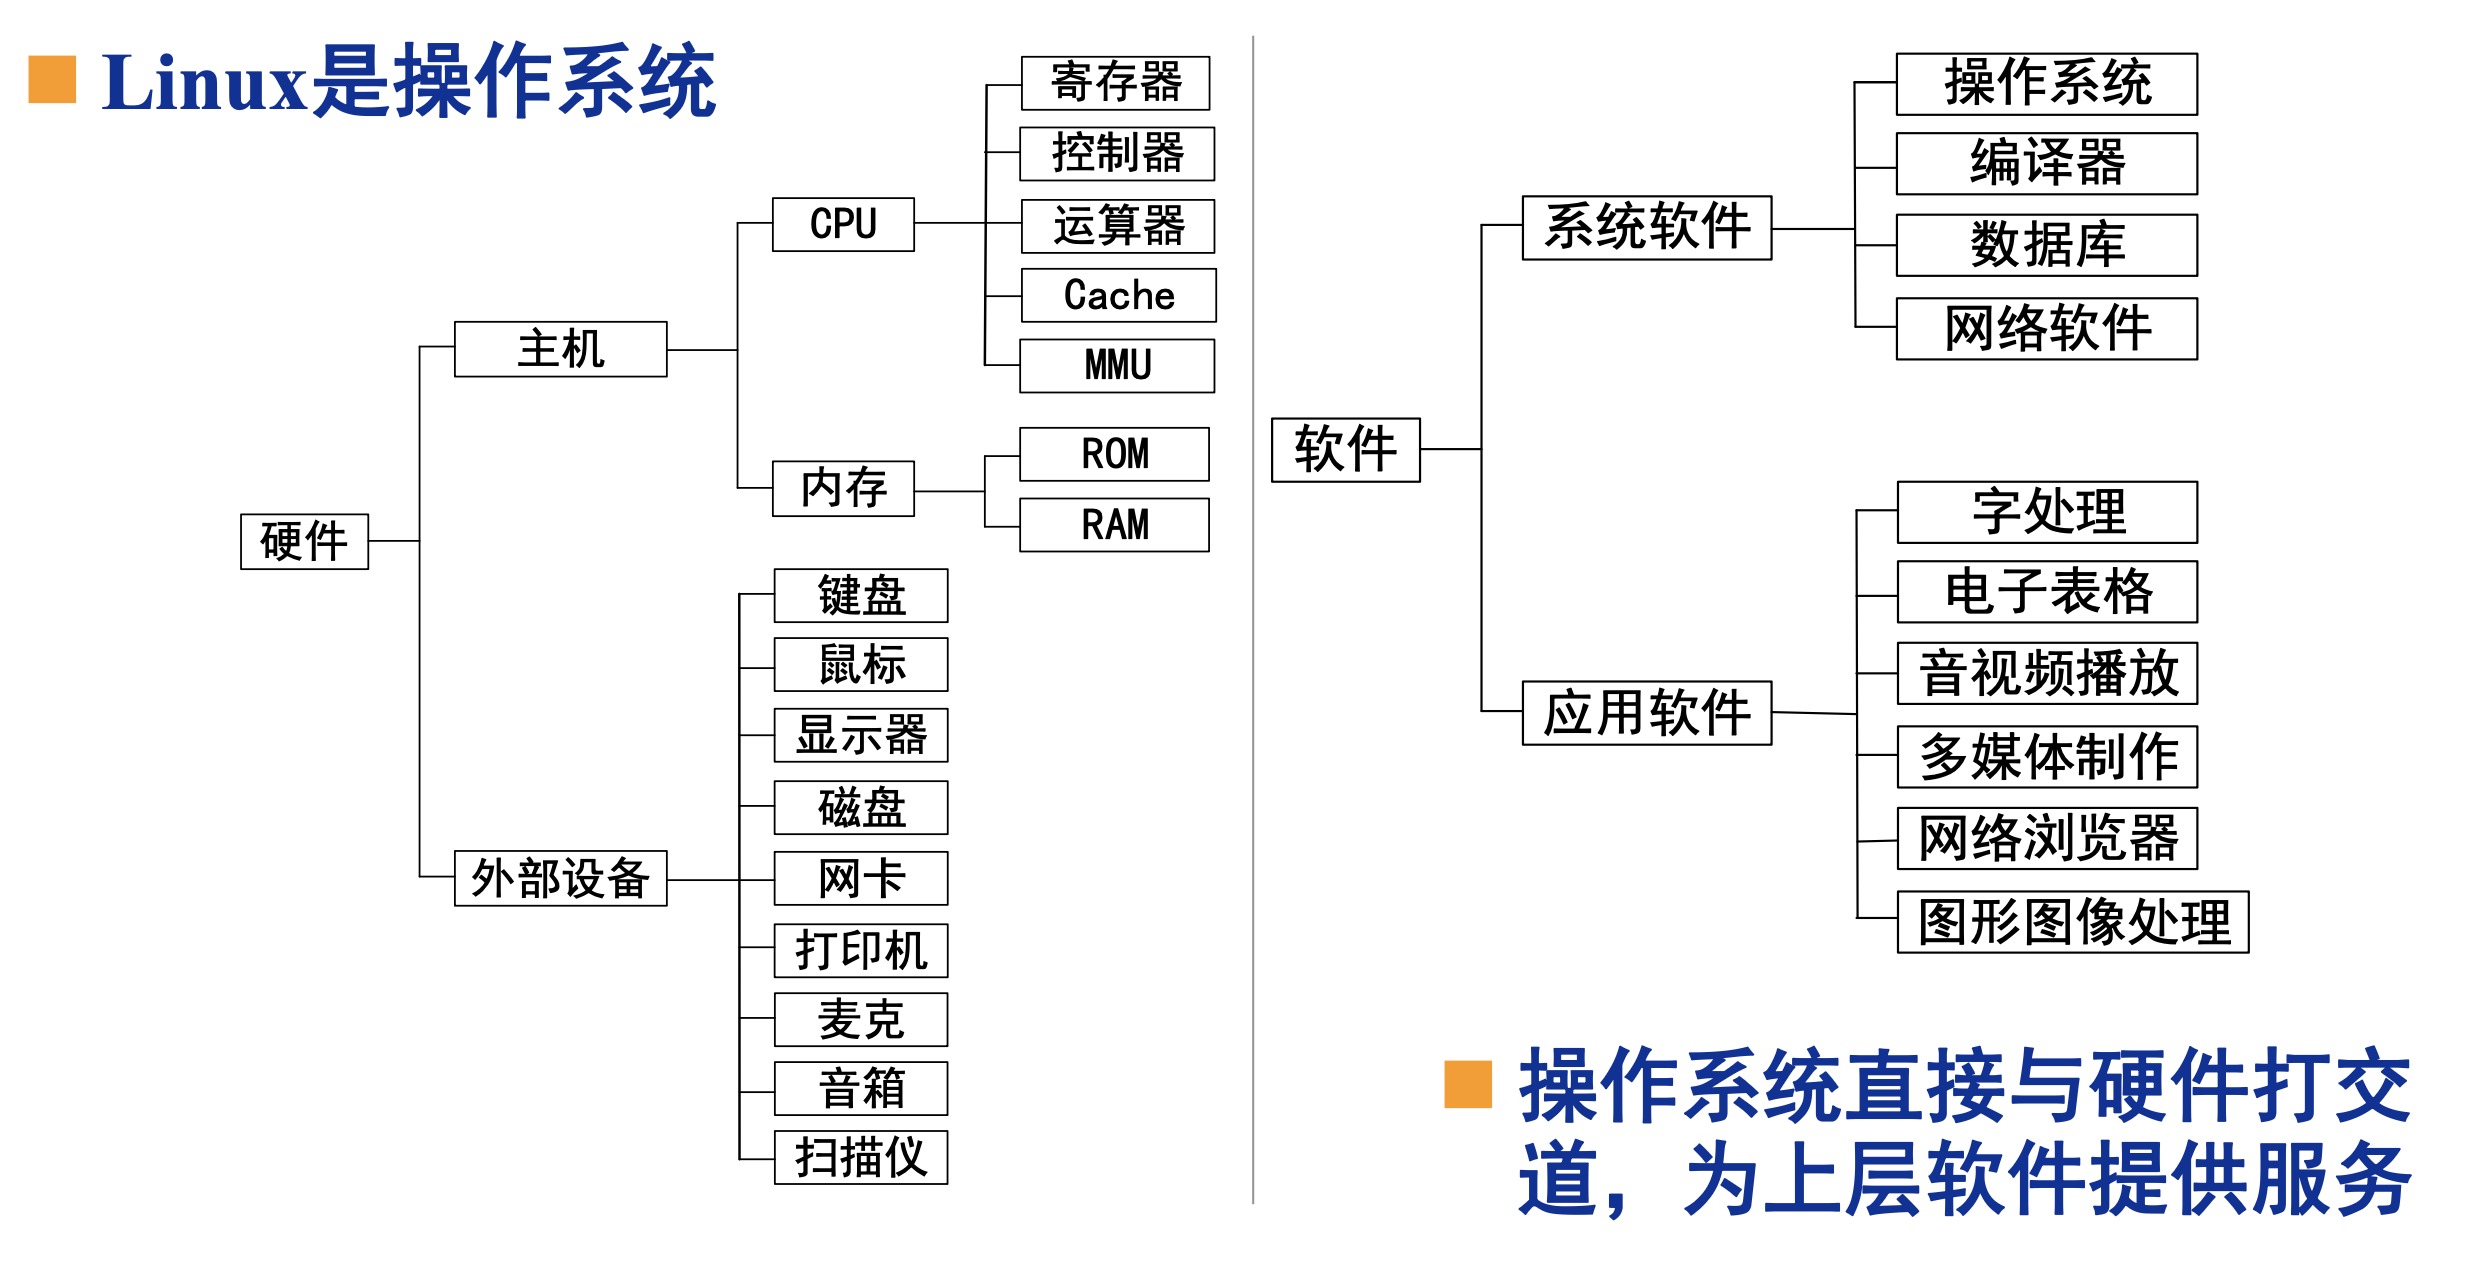 Linux是操作系统
硬件
主机
CPU
寄存器
控制器
运算器
Cache
MMU
内存
ROM
RAM
外部设备
键盘
鼠标
显示器
磁盘
网卡
打印机
麦克
音箱
扫描仪
软件
系统软件
操作系统
编译器
数据库
网络软件
应用软件
字处理
电子表格
音视频播放
多媒体制作
网络浏览器
图形图像处理
操作系统直接与硬件打交
道，为上层软件提供服务